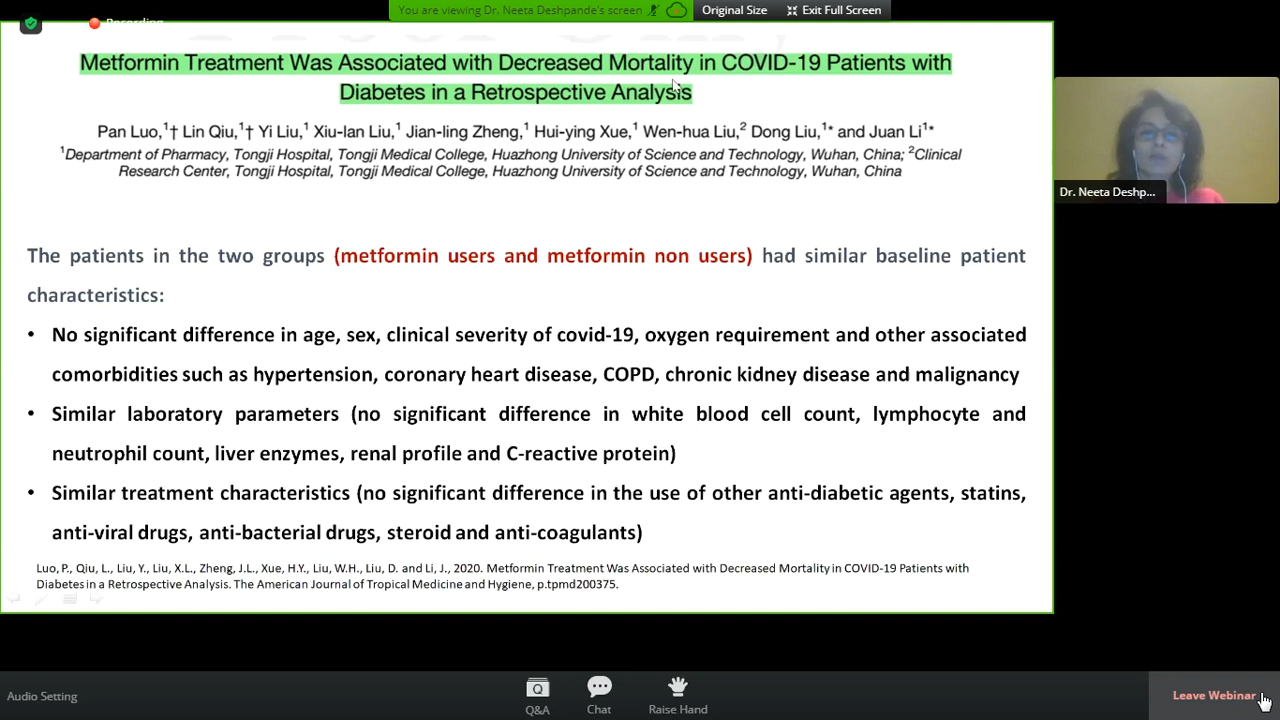 You are viewing Dr. Neeta Deshpande's screen
Original Size
Exit Full Screen
Recording
Metformin Treatment Was Associated with Decreased Mortality in COVID-19 Patients with
Diabetes in a Retrospective Analysis
Pan Luo,¹† Lin Qiu,¹† Yi Liu,¹ Xiu-lan Liu,¹ Jian-ling Zheng,¹ Hui-ying Xue,¹ Wen-hua Liu,² Dong Liu,¹* and Juan Li¹*
¹Department of Pharmacy, Tongji Hospital, Tongji Medical College, Huazhong University of Science and Technology, Wuhan, China; ²Clinical
Research Center, Tongji Hospital, Tongji Medical College, Huazhong University of Science and Technology, Wuhan, China
Dr. Neeta Deshp...
The patients in the two groups (metformin users and metformin non users) had similar baseline patient
characteristics:
• No significant difference in age, sex, clinical severity of covid-19, oxygen requirement and other associated
comorbidities such as hypertension, coronary heart disease, COPD, chronic kidney disease and malignancy
• Similar laboratory parameters (no significant difference in white blood cell count, lymphocyte and
neutrophil count, liver enzymes, renal profile and C-reactive protein)
• Similar treatment characteristics (no significant difference in the use of other anti-diabetic agents, statins,
anti-viral drugs, anti-bacterial drugs, steroid and anti-coagulants)
Luo, P., Qiu, L., Liu, Y., Liu, X.L., Zheng, J.L., Xue, H.Y., Liu, W.H., Liu, D. and Li, J., 2020. Metformin Treatment Was Associated with Decreased Mortality in COVID-19 Patients with
Diabetes in a Retrospective Analysis. The American Journal of Tropical Medicine and Hygiene, p.tpmd200375.
Audio Setting
Q&A
Chat
Raise Hand
Leave Webinar